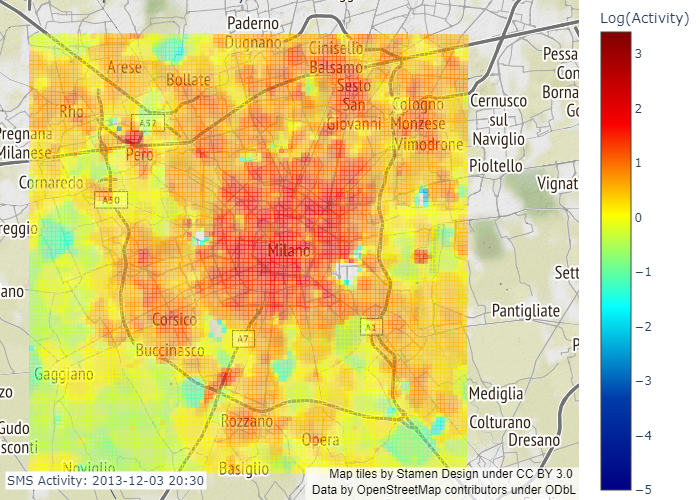 Log(Activity)
Paderno
Dugnano
Cinisello
Balsamo
Arese
Bollate
Sesto
San
Giovanni
Cologno
Monzese
Vimodrone
Cernusco
sul
Naviglio
Pessa
Con
Borna
Go
Rho
A52
Pregnana
Milanese
Pero
Pioltello
Cornaredo
A50
Vignat
reggio
Milano
Sett
ano
Corsico
A7
A1
Pantigliate
Buccinasco
P
Gaggiano
zo
Mediglia
Rozzano
Colturano
Gudo
sconti
Opera
Dresano
Noviglio
Basiglio
SMS Activity: 2013-12-03 20:30
Map tiles by Stamen Design under CC BY 3.0
Data by OpenStreetMap contributors under ODbL
3
2
1
0
−1
−2
−3
−4
−5